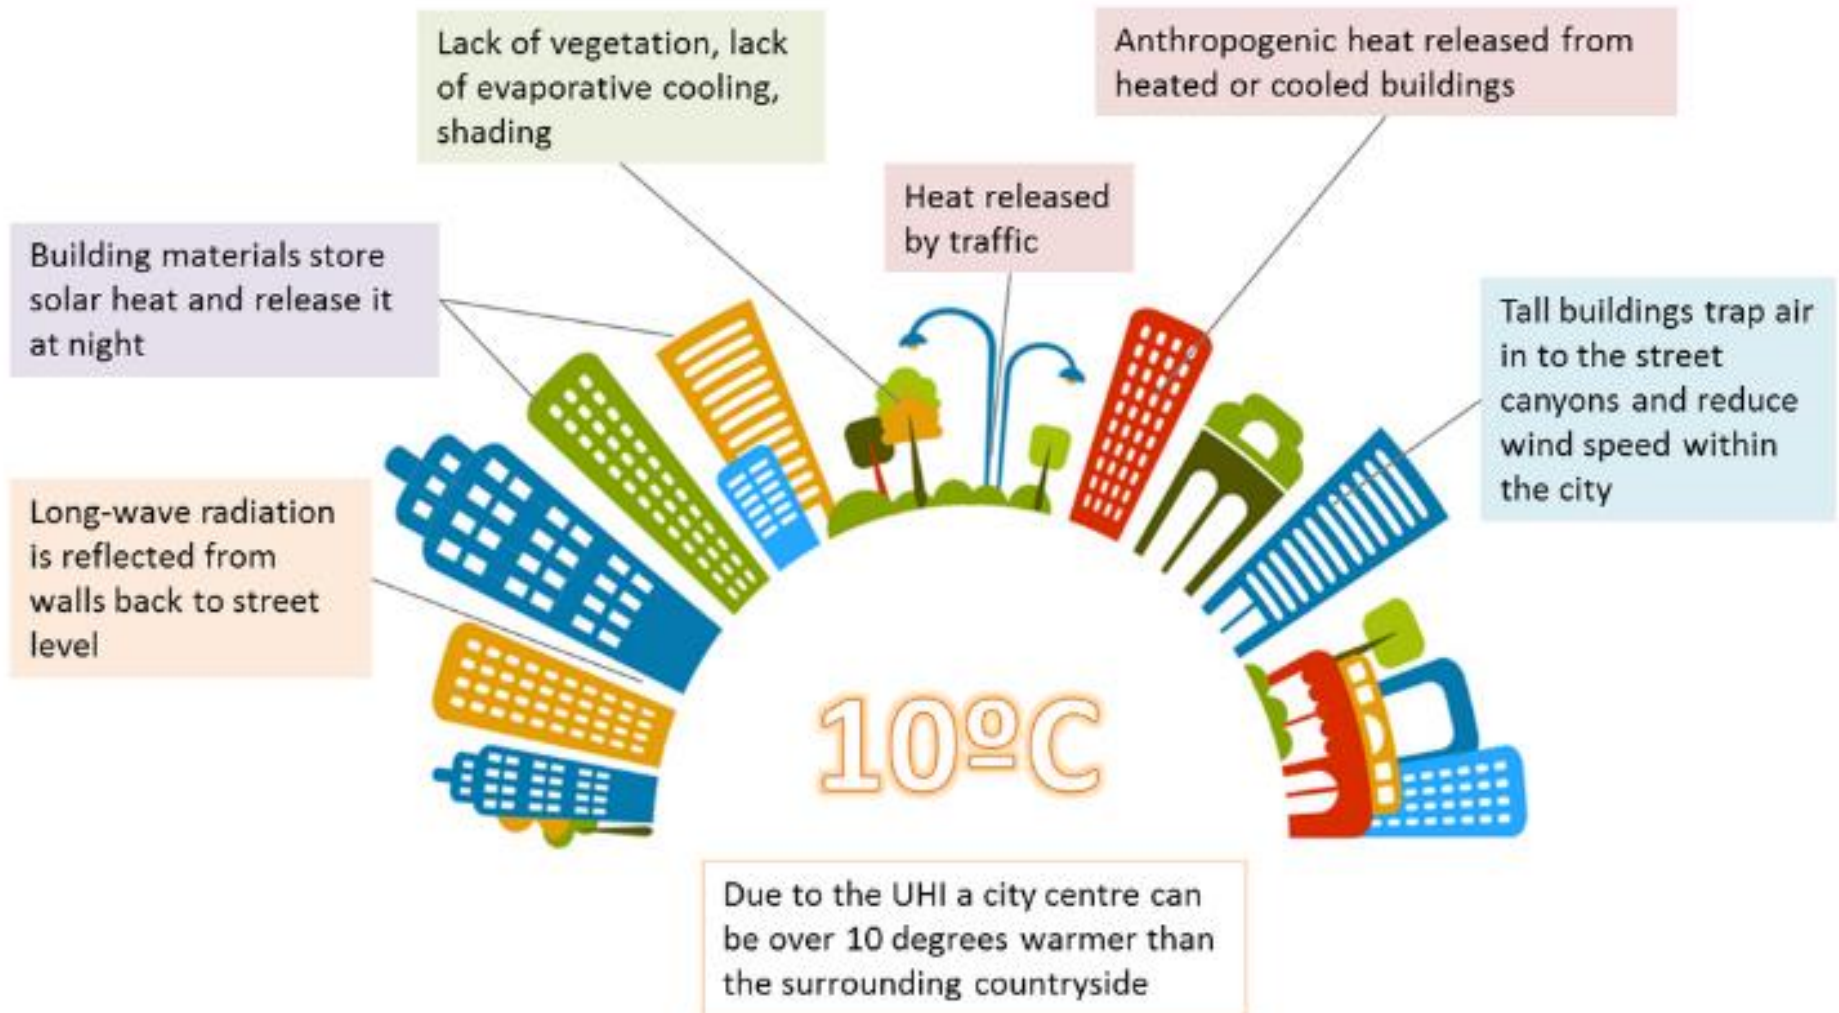 Lack of vegetation, lack
of evaporative cooling,
shading
Anthropogenic heat released from
heated or cooled buildings
Heat released
by traffic
Building materials store
solar heat and release it
at night
Tall buildings trap air
in to the street
canyons and reduce
wind speed within
the city
Long-wave radiation
is reflected from
walls back to street
level
10ºC
Due to the UHI a city centre can
be over 10 degrees warmer than
the surrounding countryside